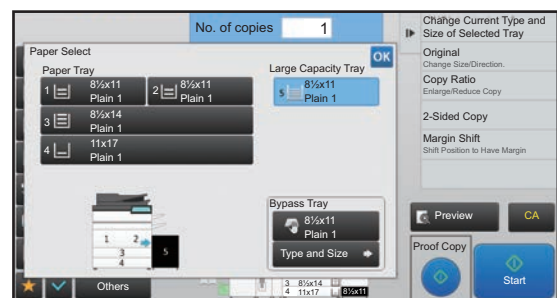 No. of copies 1
Paper Select
OK
Paper Tray
1 8½x11
Plain 1
2 8½x11
Plain 1
3 8½x14
Plain 1
4 11x17
Plain 1
Large Capacity Tray
5 8½x11
Plain 1
1 2
3
4
5
Bypass Tray
8½x11
Plain 1
Type and Size
Others
3 8½x14
4 11x17
8½x11
Change Current Type and
Size of Selected Tray
Original
Change Size/Direction.
Copy Ratio
Enlarge/Reduce Copy
2-Sided Copy
Margin Shift
Shift Position to Have Margin
Preview
CA
Proof Copy
Start